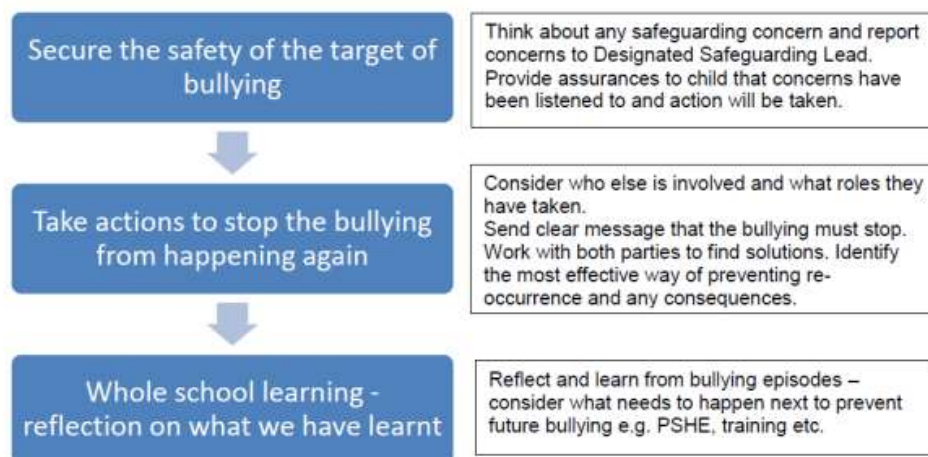 Secure the safety of the target of
bullying
Think about any safeguarding concern and report
concerns to Designated Safeguarding Lead.
Provide assurances to child that concerns have
been listened to and action will be taken.
Take actions to stop the bullying
from happening again
Consider who else is involved and what roles they
have taken.
Send clear message that the bullying must stop.
Work with both parties to find solutions. Identify
the most effective way of preventing re-
occurrence and any consequences.
Whole school learning -
reflection on what we have learnt
Reflect and learn from bullying episodes –
consider what needs to happen next to prevent
future bullying e.g. PSHE, training etc.